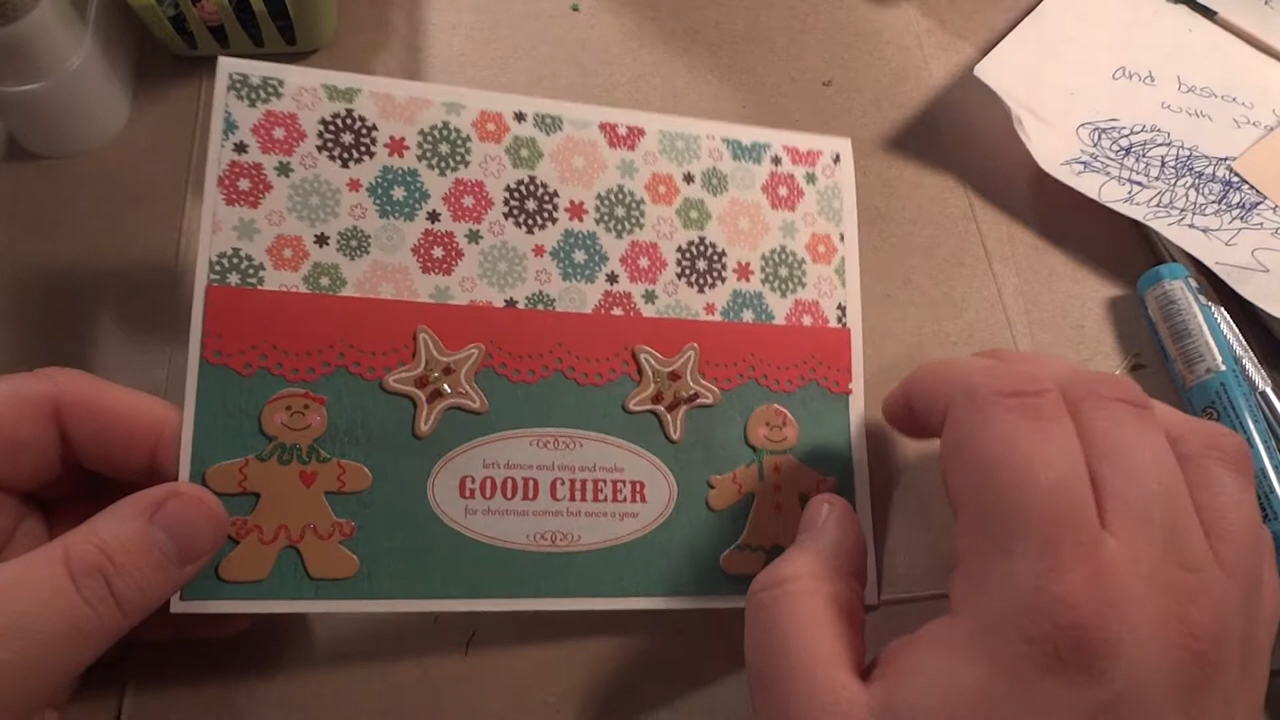 and bestow
with
let's dance and sing and make
GOOD CHEER
for christmas comes but once a year